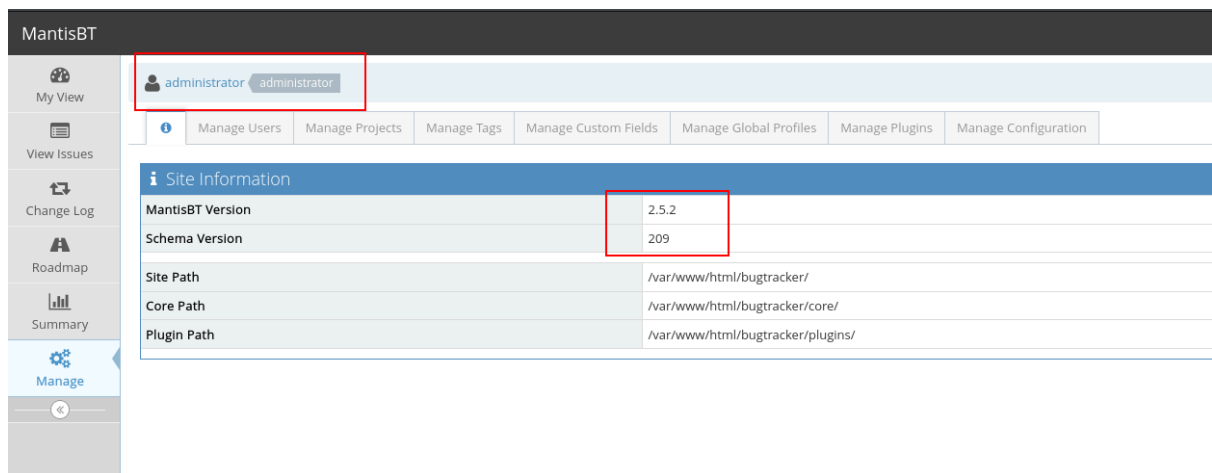 MantisBT
administrator administrator
My View
View Issues
Change Log
Roadmap
Summary
Manage
Manage Users Manage Projects Manage Tags Manage Custom Fields Manage Global Profiles Manage Plugins Manage Configuration
Site Information
MantisBT Version 2.5.2
Schema Version 209
Site Path /var/www/html/bugtracker/
Core Path /var/www/html/bugtracker/core/
Plugin Path /var/www/html/bugtracker/plugins/